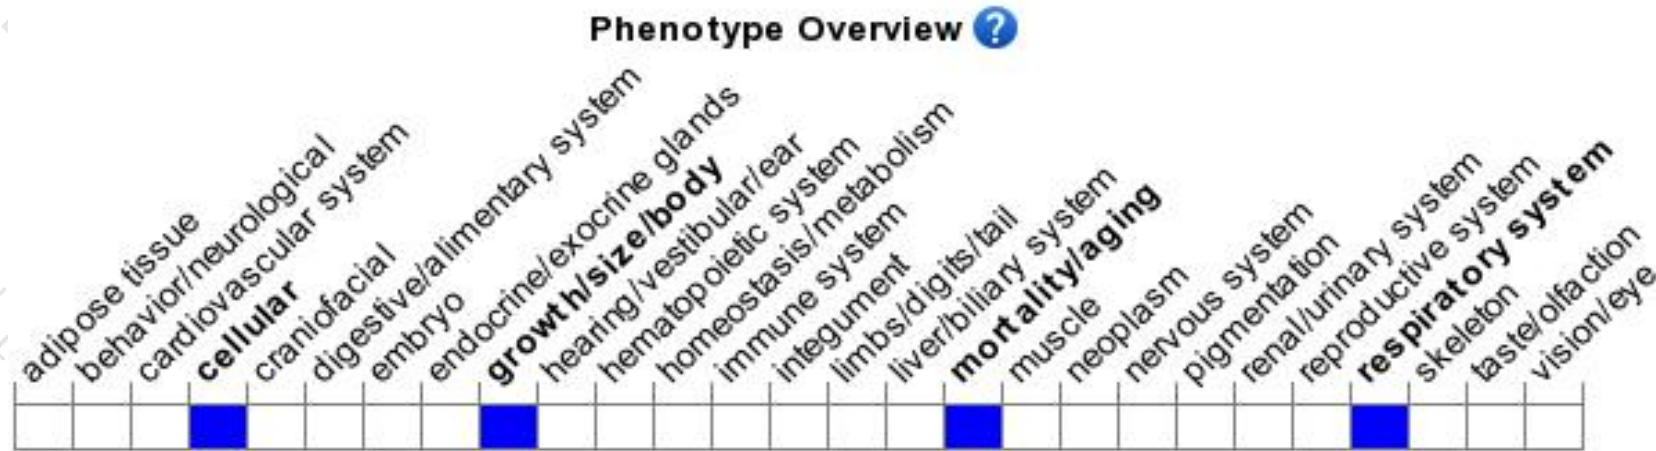 Phenotype Overview ?
adipose tissue
behavior/neurological
cardiovascular system
cellular
craniofacial
digestive/alimentary system
embryo
endocrine/exocrine glands
growth/size/body
hearing/vestibular/ear
hematopoietic system
homeostasis/metabolism
immune system
integument
limbs/digits/tail
liver/biliary system
mortality/aging
muscle
neoplasm
nervous system
pigmentation
renal/urinary system
reproductive system
respiratory system
skeleton
taste/olfaction
vision/eye